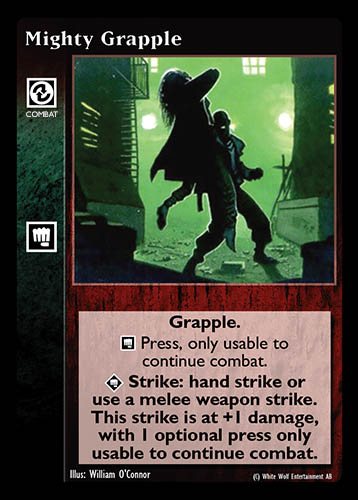 Mighty Grapple
COMBAT
Grapple.
Press, only usable to
continue combat.
Strike: hand strike or
use a melee weapon strike.
This strike is at +1 damage,
with 1 optional press only
usable to continue combat.
Illus: William O'Connor
(C) White Wolf Entertainment AB